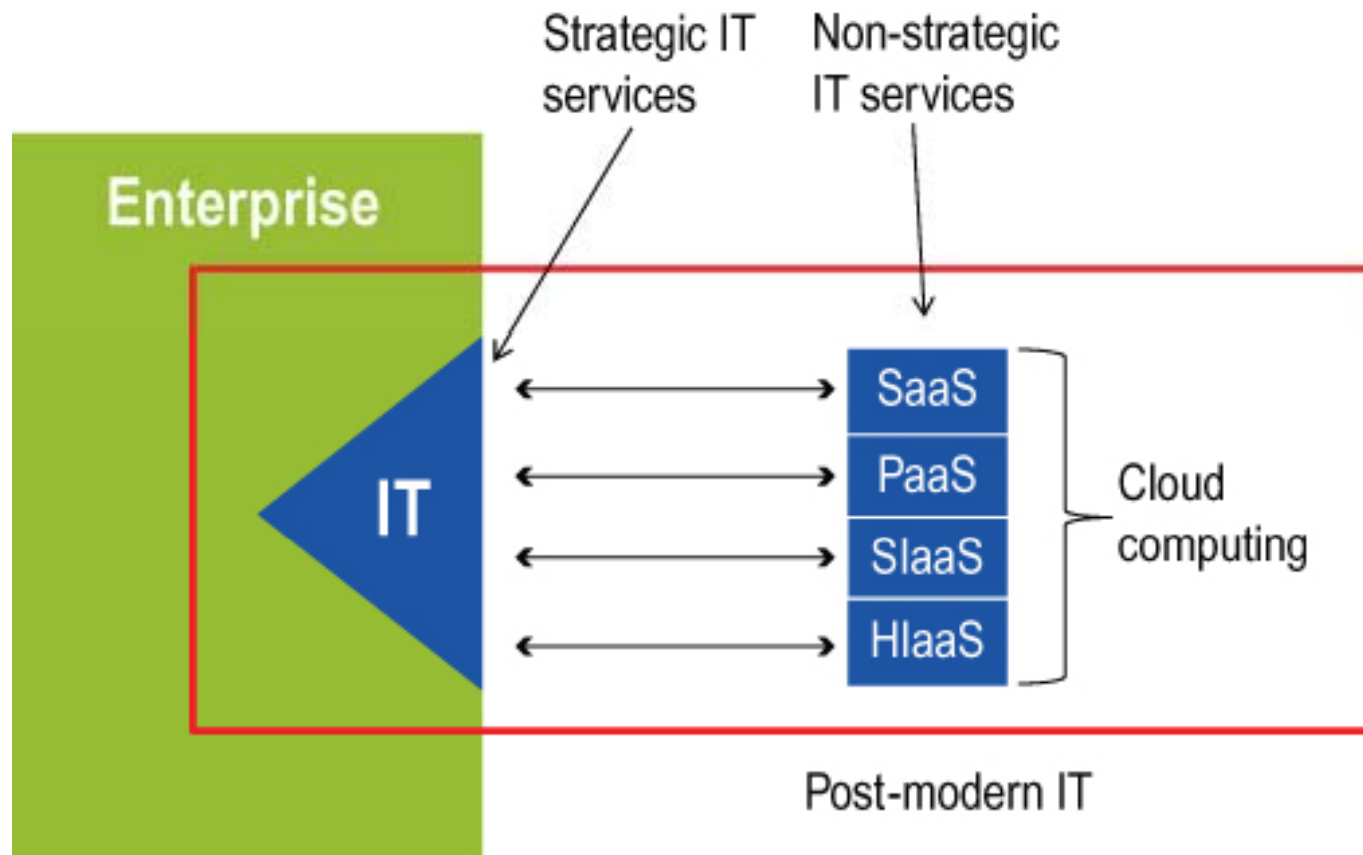 Strategic IT
services
Non-strategic
IT services
Enterprise
IT
SaaS
PaaS
SIaaS
HIaaS
Cloud
computing
Post-modern IT